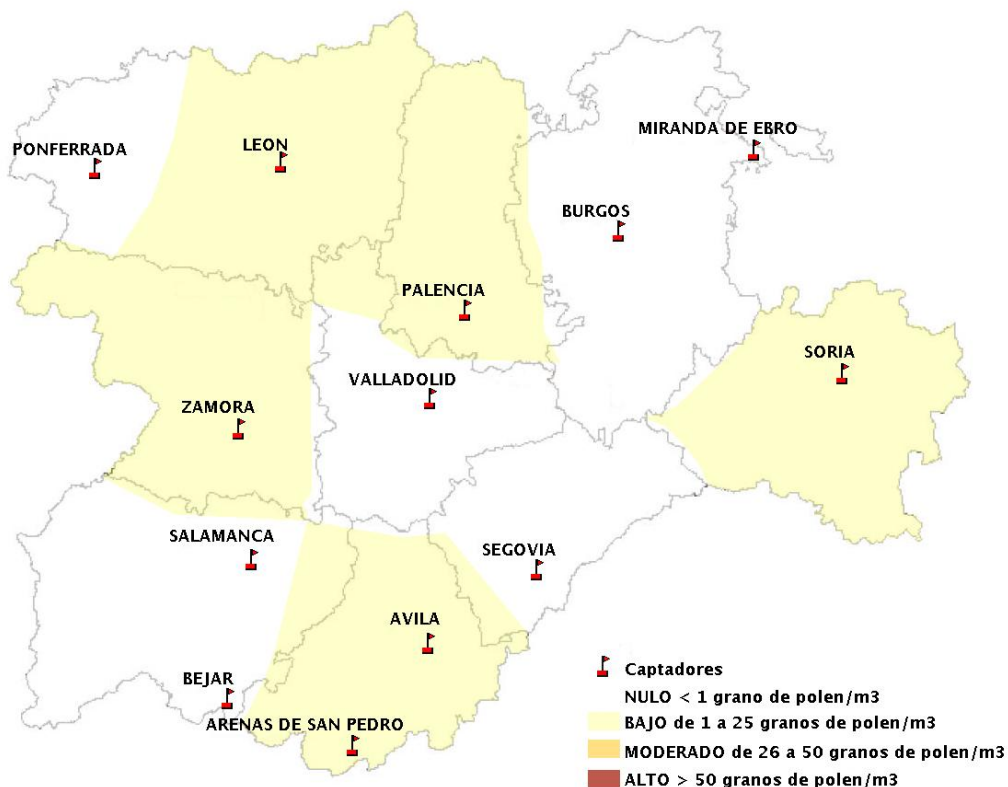 MIRANDA DE EBRO
PONFERRADA
LEON
BURGOS
PALENCIA
SORIA
VALLADOLID
ZAMORA
SALAMANCA
SEGOVIA
AVILA
BEJAR
ARENAS DE SAN PEDRO
Captadores
NULO < 1 grano de polen/m3
BAJO de 1 a 25 granos de polen/m3
MODERADO de 26 a 50 granos de polen/m3
ALTO > 50 granos de polen/m3